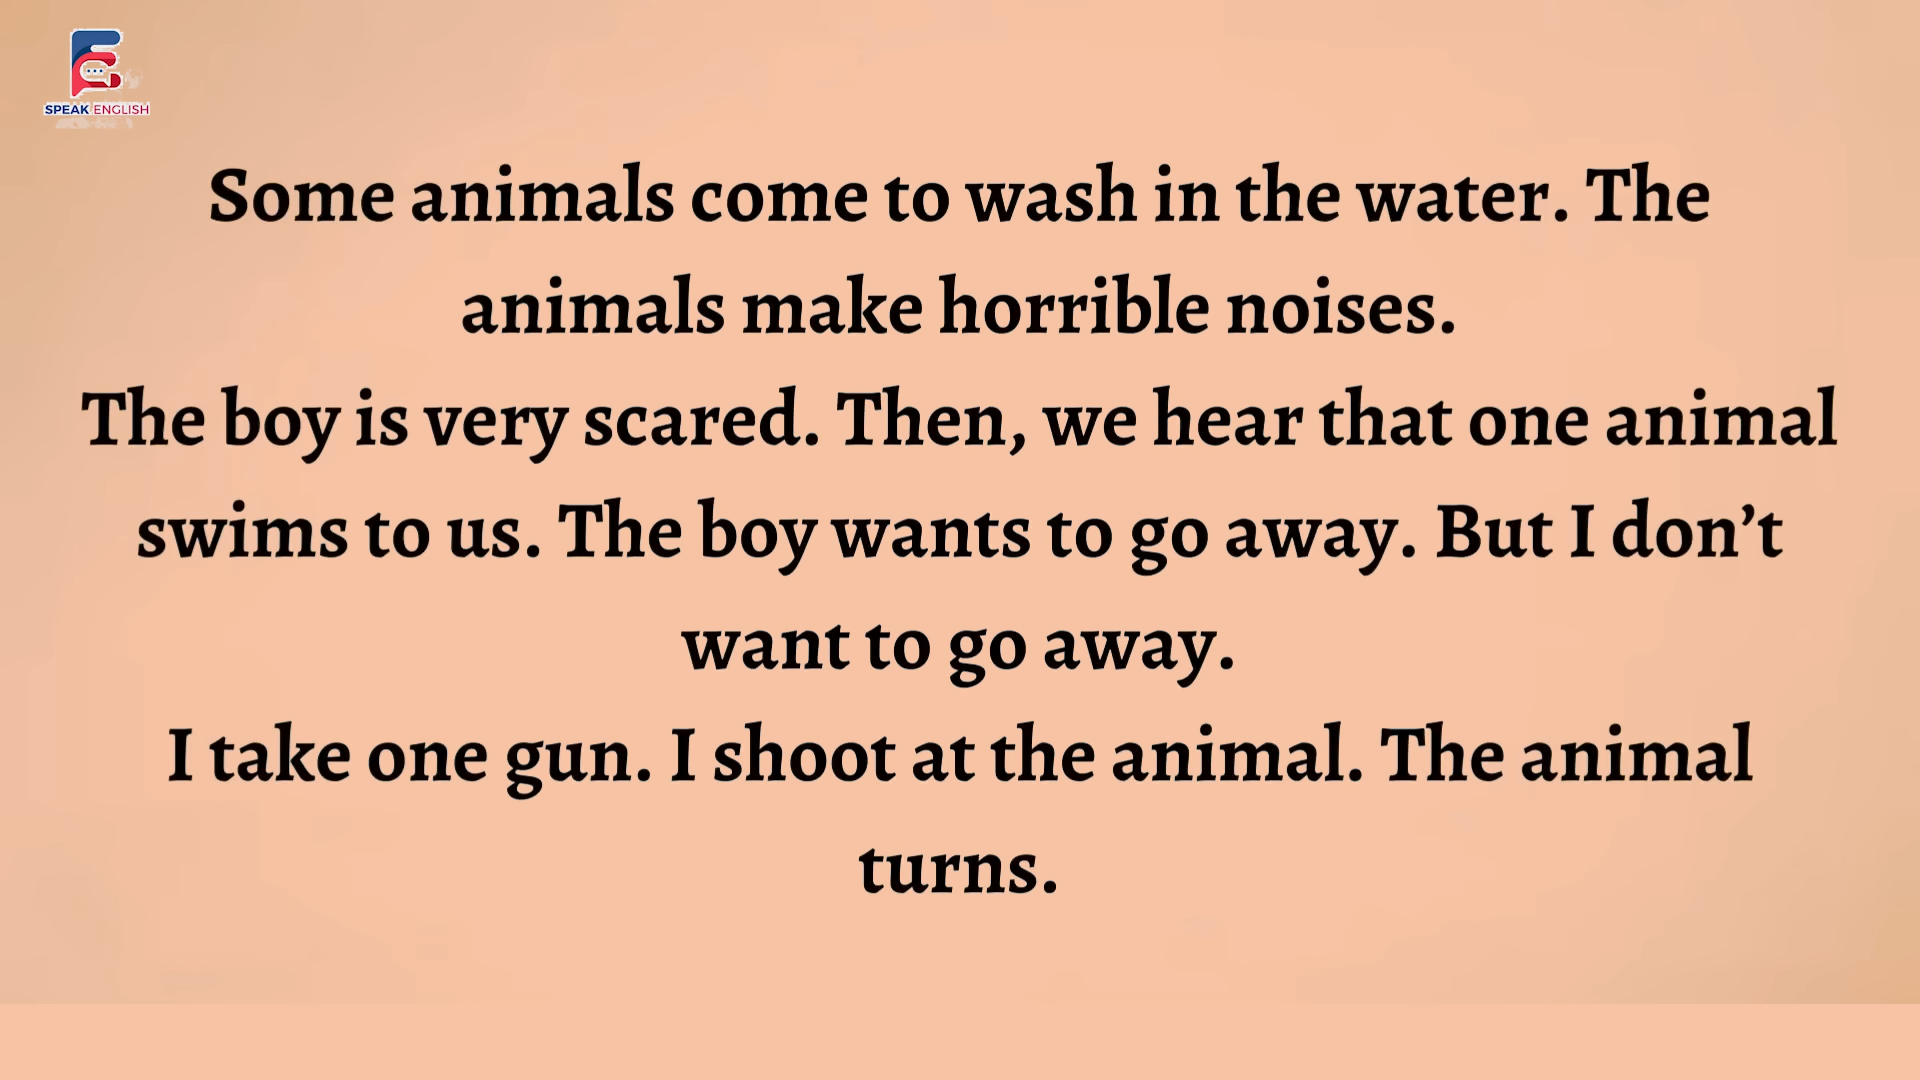 SPEAK ENGLISH
Some animals come to wash in the water. The
animals make horrible noises.
The boy is very scared. Then, we hear that one animal
swims to us. The boy wants to go away. But I don’t
want to go away.
I take one gun. I shoot at the animal. The animal
turns.